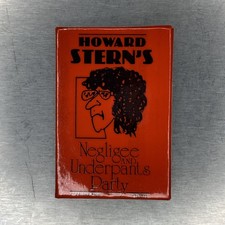 HOWARD
STERN'S
Negligee
AND
Underpants
Party